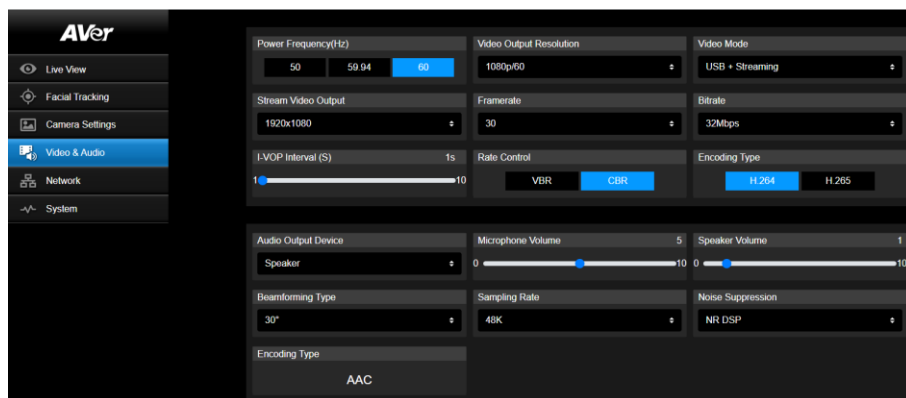 AVer
Live View
Facial Tracking
Camera Settings
Video & Audio
Network
System
Power Frequency(Hz)
50 59.94 60
Video Output Resolution
1080p/60
Video Mode
USB + Streaming
Stream Video Output
1920x1080
Framerate
30
Bitrate
32Mbps
I-VOP Interval (S) 1s
1 10
Rate Control
VBR CBR
Encoding Type
H.264 H.265
Audio Output Device
Speaker
Microphone Volume 5
0 10
Speaker Volume 1
0 10
Beamforming Type
30°
Sampling Rate
48K
Noise Suppression
NR DSP
Encoding Type
AAC